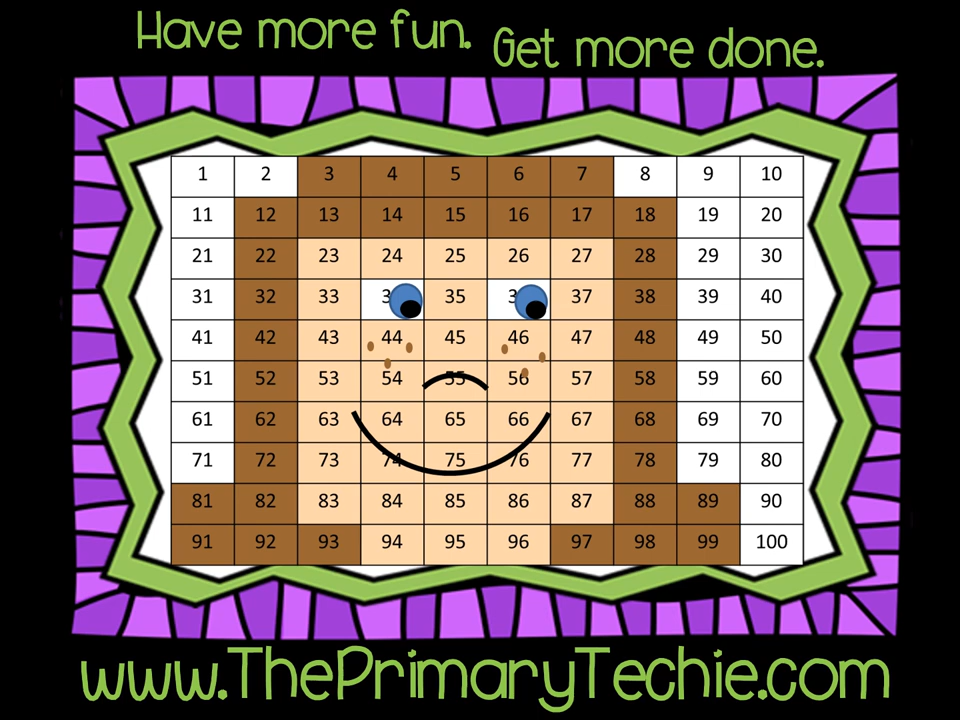 Have more fun. Get more done.
1 2 3 4 5 6 7 8 9 10
11 12 13 14 15 16 17 18 19 20
21 22 23 24 25 26 27 28 29 30
31 32 33 35 37 38 39 40
41 42 43 44 45 46 47 48 49 50
51 52 53 54 55 56 57 58 59 60
61 62 63 64 65 66 67 68 69 70
71 72 73 74 75 76 77 78 79 80
81 82 83 84 85 86 87 88 89 90
91 92 93 94 95 96 97 98 99 100
www.ThePrimaryTechie.com